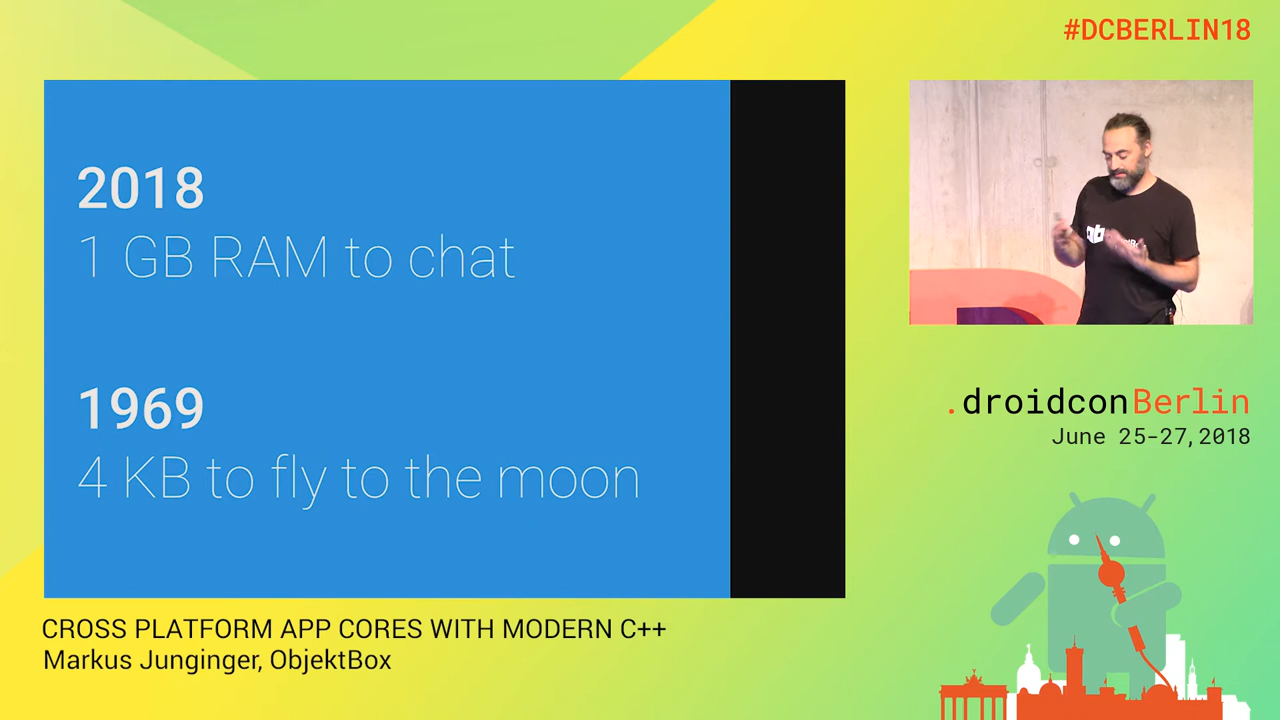 #DCBERLIN18
2018
1 GB RAM to chat
1969
4 KB to fly to the moon
.droidconBerlin
June 25-27, 2018
CROSS PLATFORM APP CORES WITH MODERN C++
Markus Junginger, ObjektBox